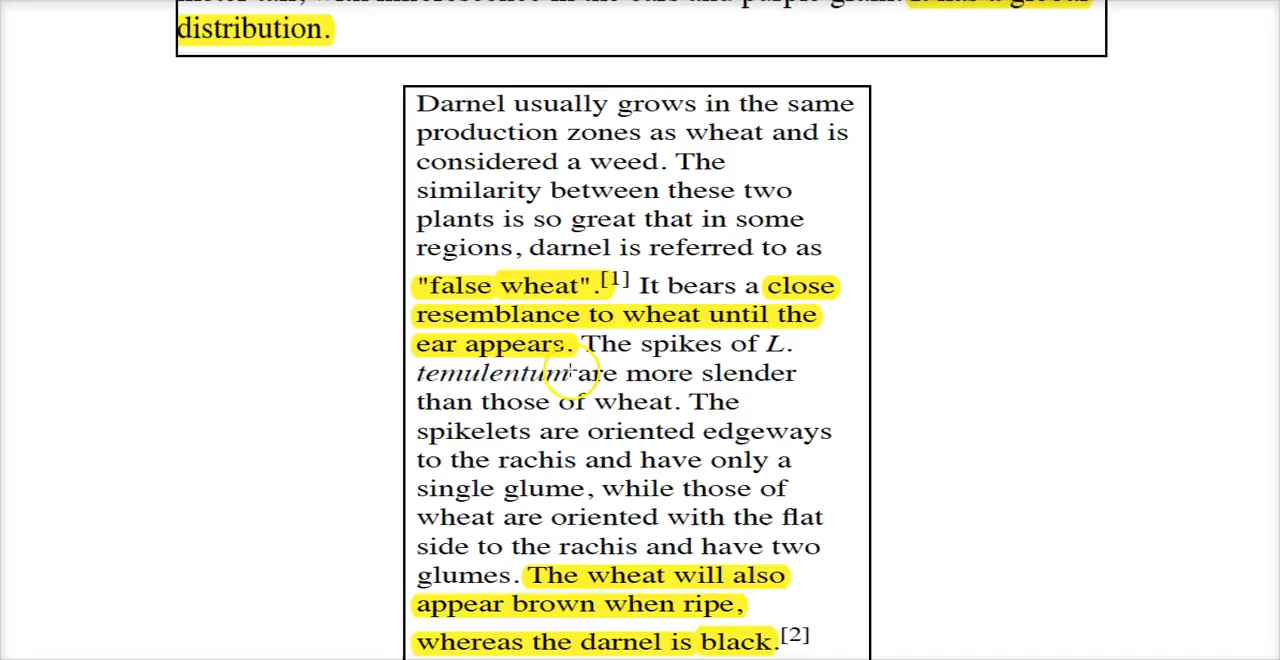 distribution.
Darnel usually grows in the same
production zones as wheat and is
considered a weed. The
similarity between these two
plants is so great that in some
regions, darnel is referred to as
"false wheat".[1] It bears a close
resemblance to wheat until the
ear appears. The spikes of L.
temulentum are more slender
than those of wheat. The
spikelets are oriented edgeways
to the rachis and have only a
single glume, while those of
wheat are oriented with the flat
side to the rachis and have two
glumes. The wheat will also
appear brown when ripe,
whereas the darnel is black.[2]